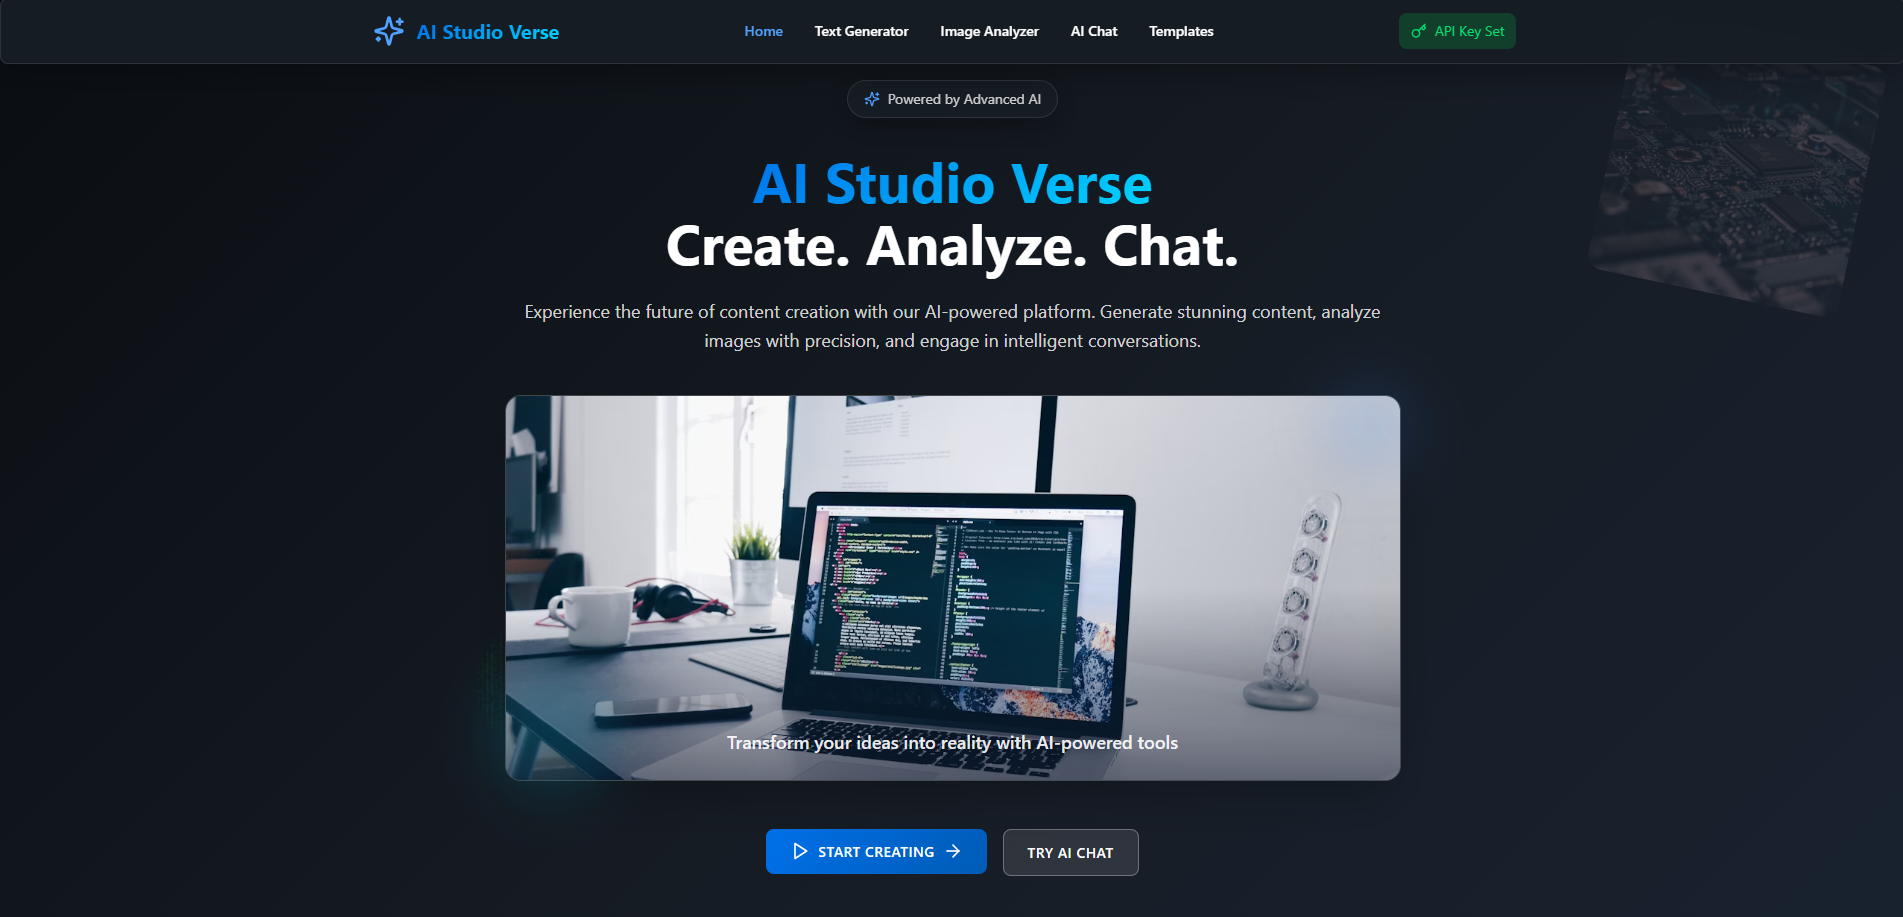 AI Studio Verse
Home
Text Generator
Image Analyzer
AI Chat
Templates
API Key Set
Powered by Advanced AI
AI Studio Verse
Create. Analyze. Chat.
Experience the future of content creation with our AI-powered platform. Generate stunning content, analyze
images with precision, and engage in intelligent conversations.
Transform your ideas into reality with AI-powered tools
START CREATING
TRY AI CHAT